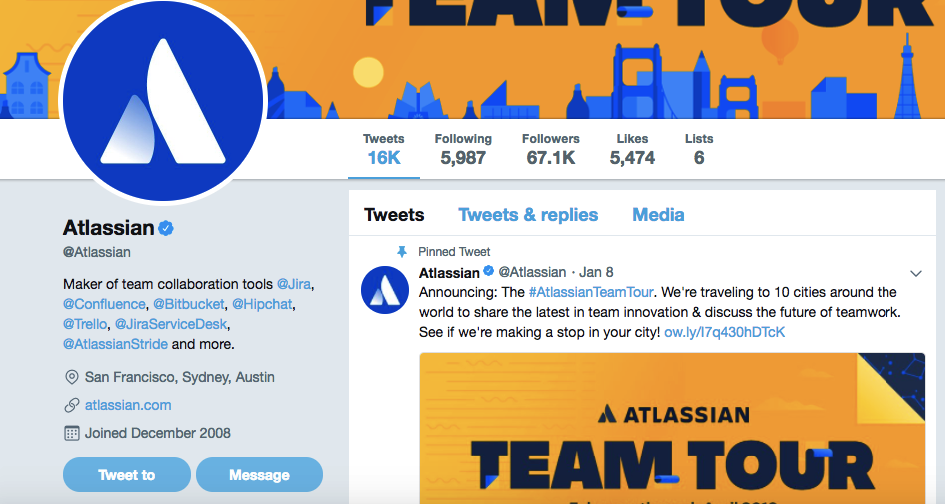 TEAM TOUR
Tweets Following Followers Likes Lists
16K 5,987 67.1K 5,474 6
Atlassian
@Atlassian
Maker of team collaboration tools @Jira,
@Confluence, @Bitbucket, @Hipchat,
@Trello, @JiraServiceDesk,
@AtlassianStride and more.
San Francisco, Sydney, Austin
atlassian.com
Joined December 2008
Tweet to Message
Tweets Tweets & replies Media
Pinned Tweet
Atlassian @Atlassian · Jan 8
Announcing: The #AtlassianTeamTour. We're traveling to 10 cities around the
world to share the latest in team innovation & discuss the future of teamwork.
See if we're making a stop in your city! ow.ly/l7q430hDTcK
ATLASSIAN
TEAM TOUR